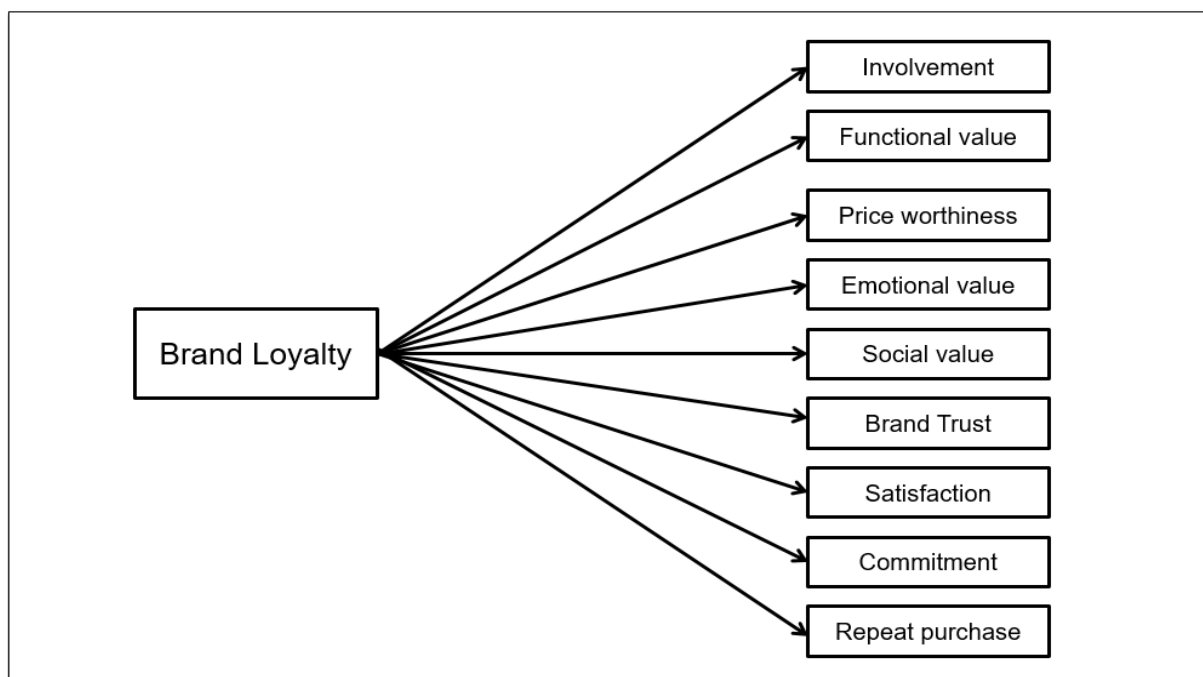 Involvement
Functional value
Price worthiness
Emotional value
Brand Loyalty
Social value
Brand Trust
Satisfaction
Commitment
Repeat purchase